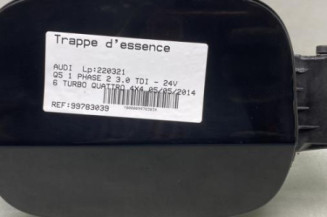 Trappe d'essence
AUDI Lp:220321
Q5 1 PHASE 2 3.0 TDI - 24V
6 TURBO QUATTRO 4X4 05/05/2014
REF:99783039